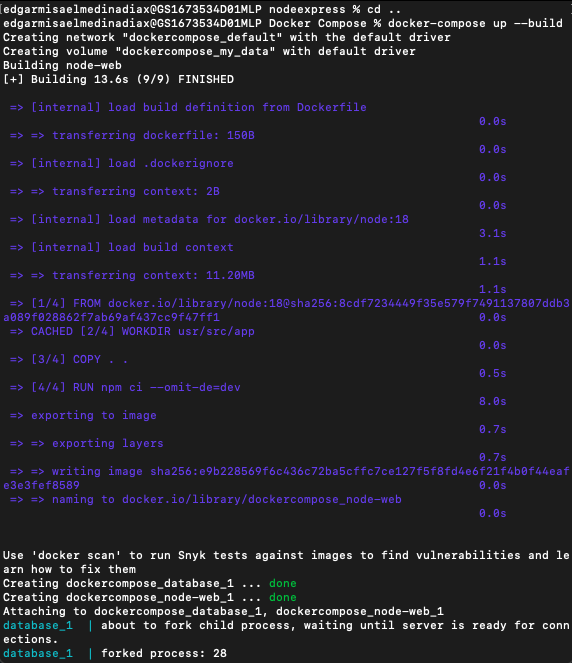 edgarmisaelmedinadiax@GS1673534D01MLP nodeexpress % cd ..
edgarmisaelmedinadiax@GS1673534D01MLP Docker Compose % docker-compose up --build
Creating network "dockercompose_default" with the default driver
Creating volume "dockercompose_my_data" with default driver
Building node-web
[+] Building 13.6s (9/9) FINISHED
=> [internal] load build definition from Dockerfile
0.0s
=> => transferring dockerfile: 150B
0.0s
=> [internal] load .dockerignore
0.0s
=> => transferring context: 2B
0.0s
=> [internal] load metadata for docker.io/library/node:18
3.1s
=> [internal] load build context
1.1s
=> => transferring context: 11.20MB
1.1s
=> [1/4] FROM docker.io/library/node:18@sha256:8cdf7234449f35e579f7491137807ddb3
a089f028862f7ab69af437cc9f47ff1 0.0s
=> CACHED [2/4] WORKDIR usr/src/app
0.0s
=> [3/4] COPY . .
0.5s
=> [4/4] RUN npm ci --omit-de=dev
8.0s
=> exporting to image
0.7s
=> => exporting layers
0.7s
=> => writing image sha256:e9b228569f6c436c72ba5cffc7ce127f5f8fd4e6f21f4b0f44eaf
e3e3fef8589 0.0s
=> => naming to docker.io/library/dockercompose_node-web
0.0s
Use 'docker scan' to run Snyk tests against images to find vulnerabilities and le
arn how to fix them
Creating dockercompose_database_1 ... done
Creating dockercompose_node-web_1 ... done
Attaching to dockercompose_database_1, dockercompose_node-web_1
database_1 | about to fork child process, waiting until server is ready for conn
ections.
database_1 | forked process: 28